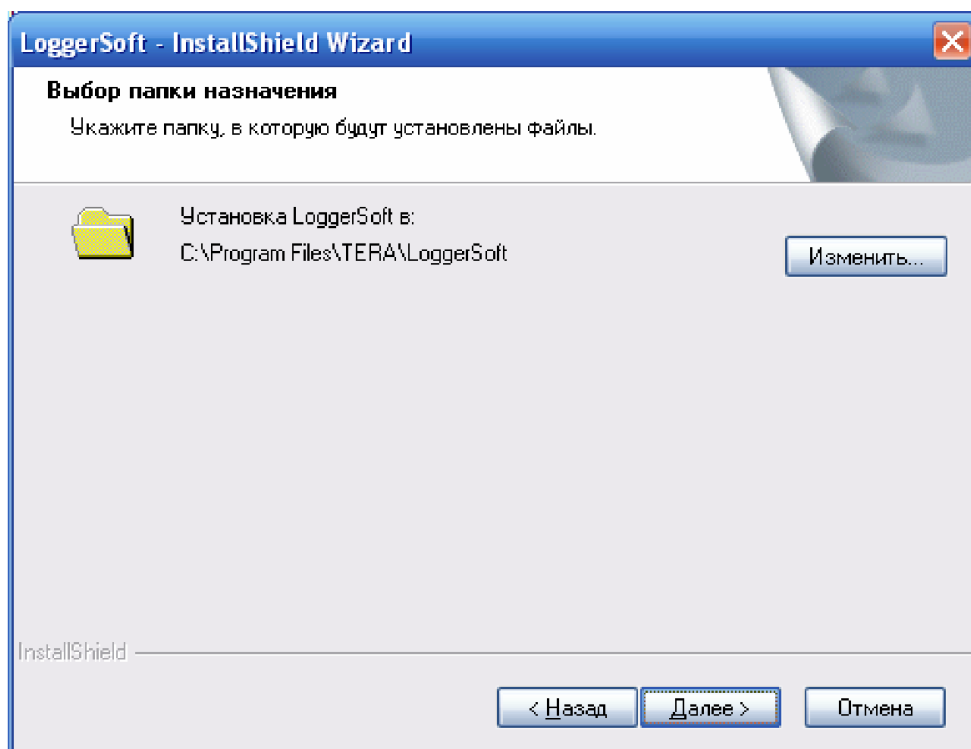 LoggerSoft - InstallShield Wizard
Выбор папки назначения
Укажите папку, в которую будут установлены файлы.
Установка LoggerSoft в:
C:\Program Files\TERA\LoggerSoft
Изменить...
InstallShield
< Назад
Далее >
Отмена